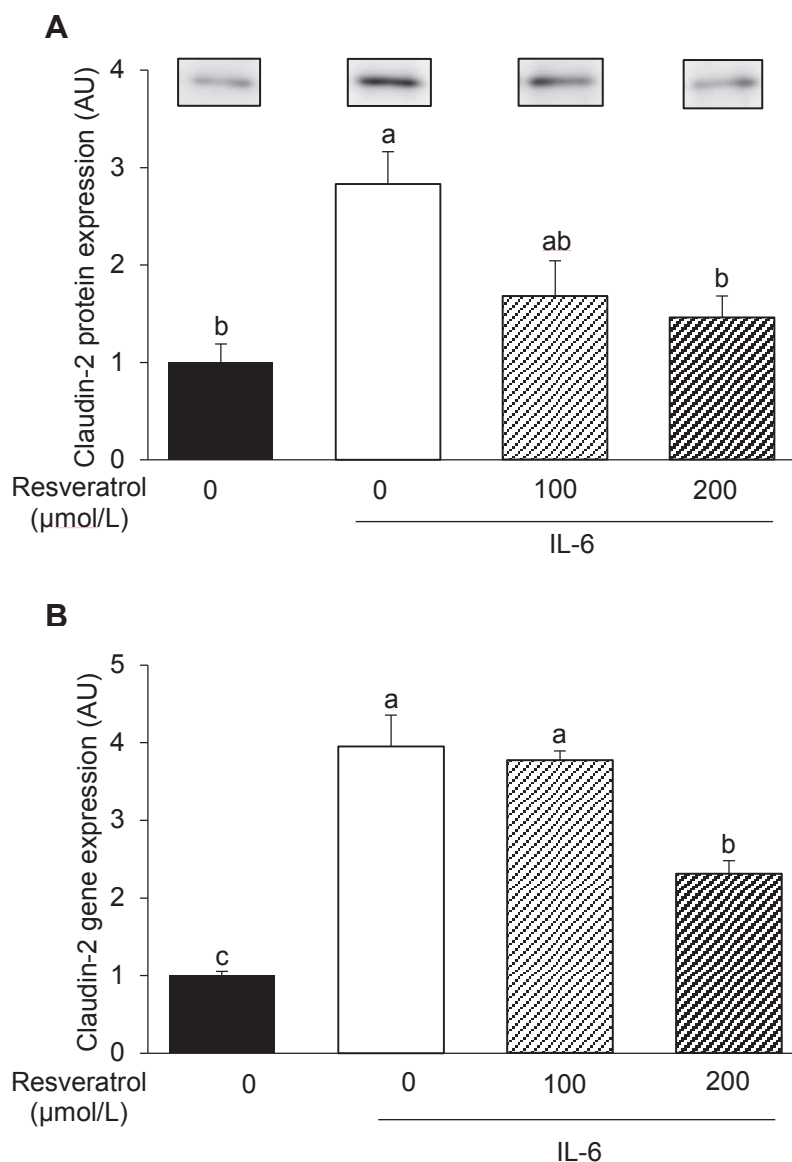 A
Claudin-2 protein expression (AU)
4
3
2
1
0
a
ab
b
b
Resveratrol
(µmol/L)
0
0
100
200
IL-6
B
Claudin-2 gene expression (AU)
5
4
3
2
1
0
a
a
b
c
Resveratrol
(µmol/L)
0
0
100
200
IL-6